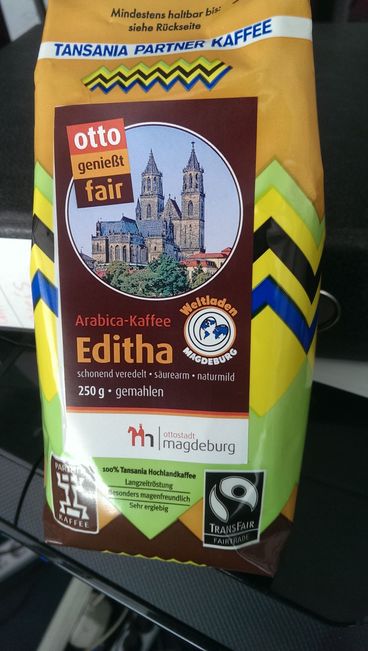 Mindestens haltbar bis:
siehe Rückseite
TANSANIA PARTNER KAFFEE
otto
genießt
fair
Arabica-Kaffee
Editha
Weltladen
MAGDEBURG
schonend veredelt • säurearm • naturmild
250 g • gemahlen
ottostadt
magdeburg
100% Tansania Hochlandkaffee
Langzeitröstung
Besonders magenfreundlich
Sehr ergiebig
PARTNER
KAFFEE
TRANSFAIR
FAIRTRADE